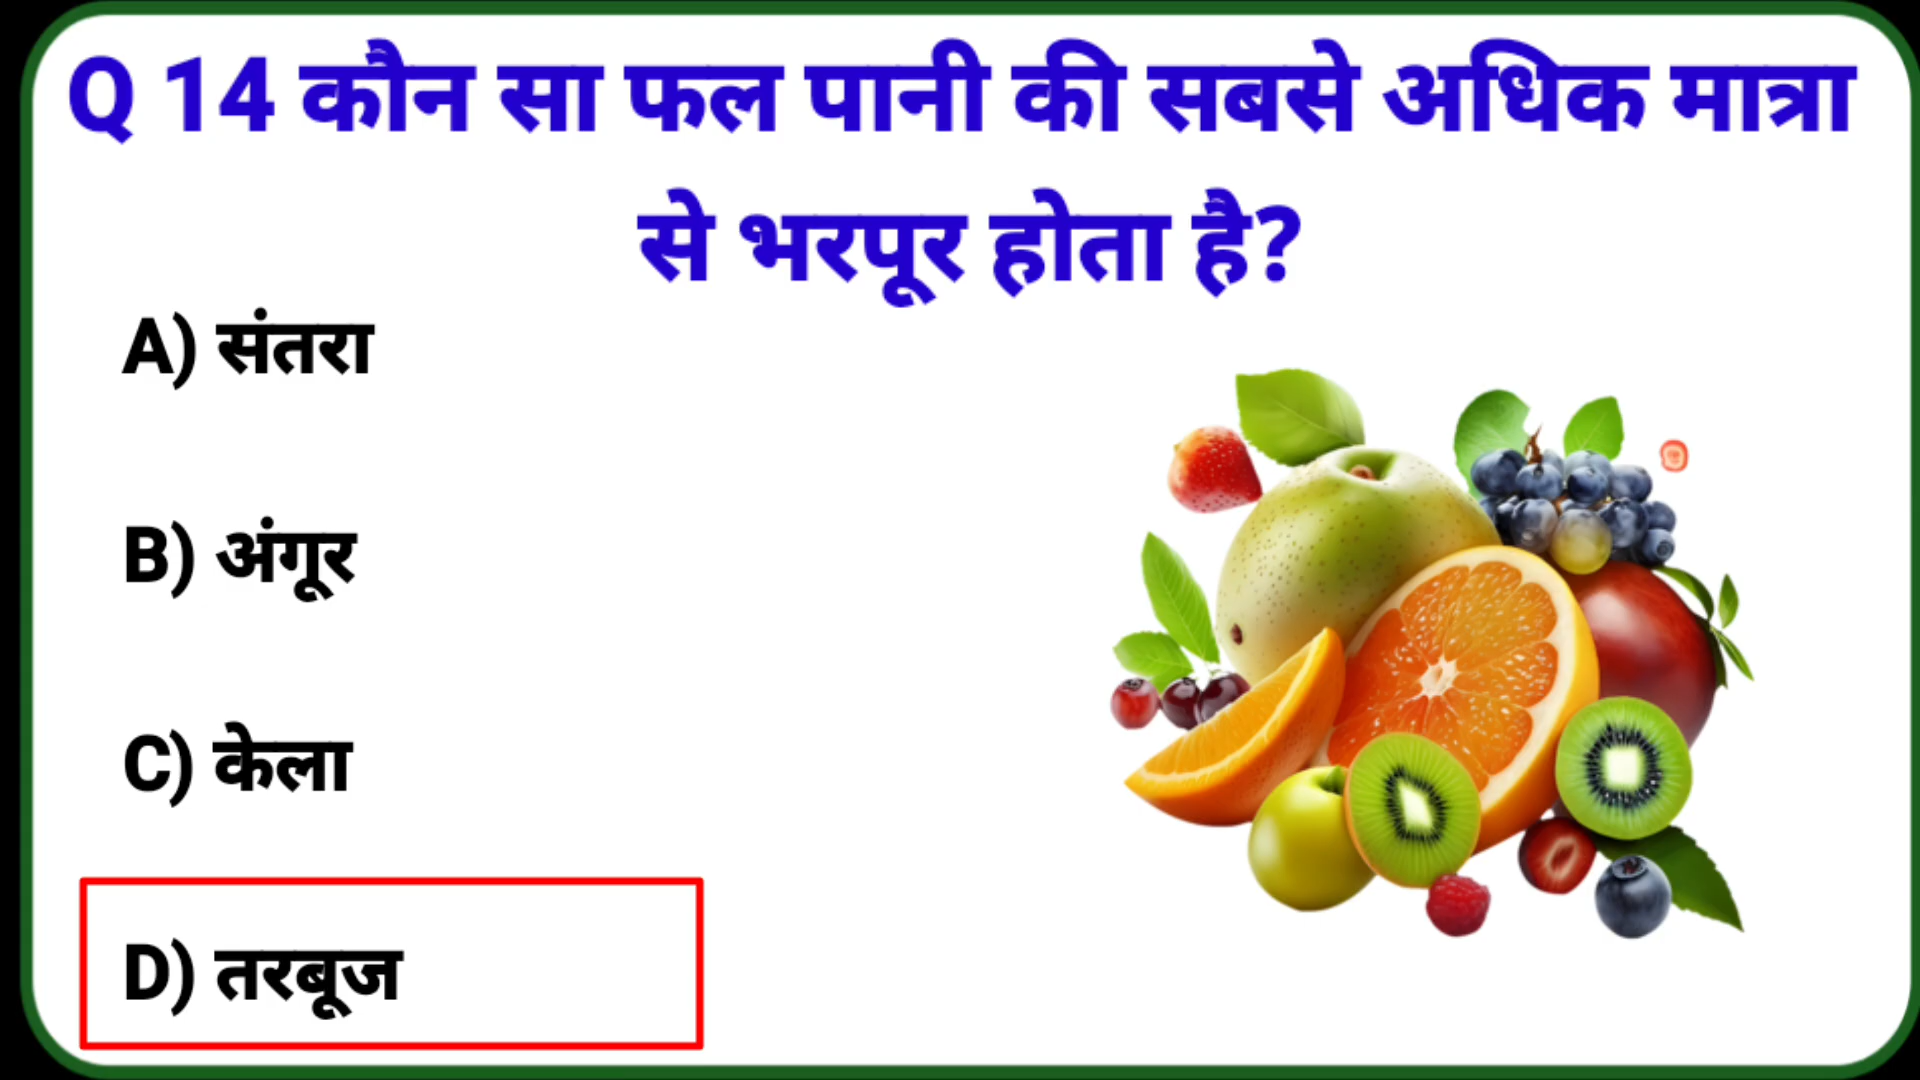 Q 14 कौन सा फल पानी की सबसे अधिक मात्रा
से भरपूर होता है?
A) संतरा
B) अंगूर
C) केला
D) तरबूज